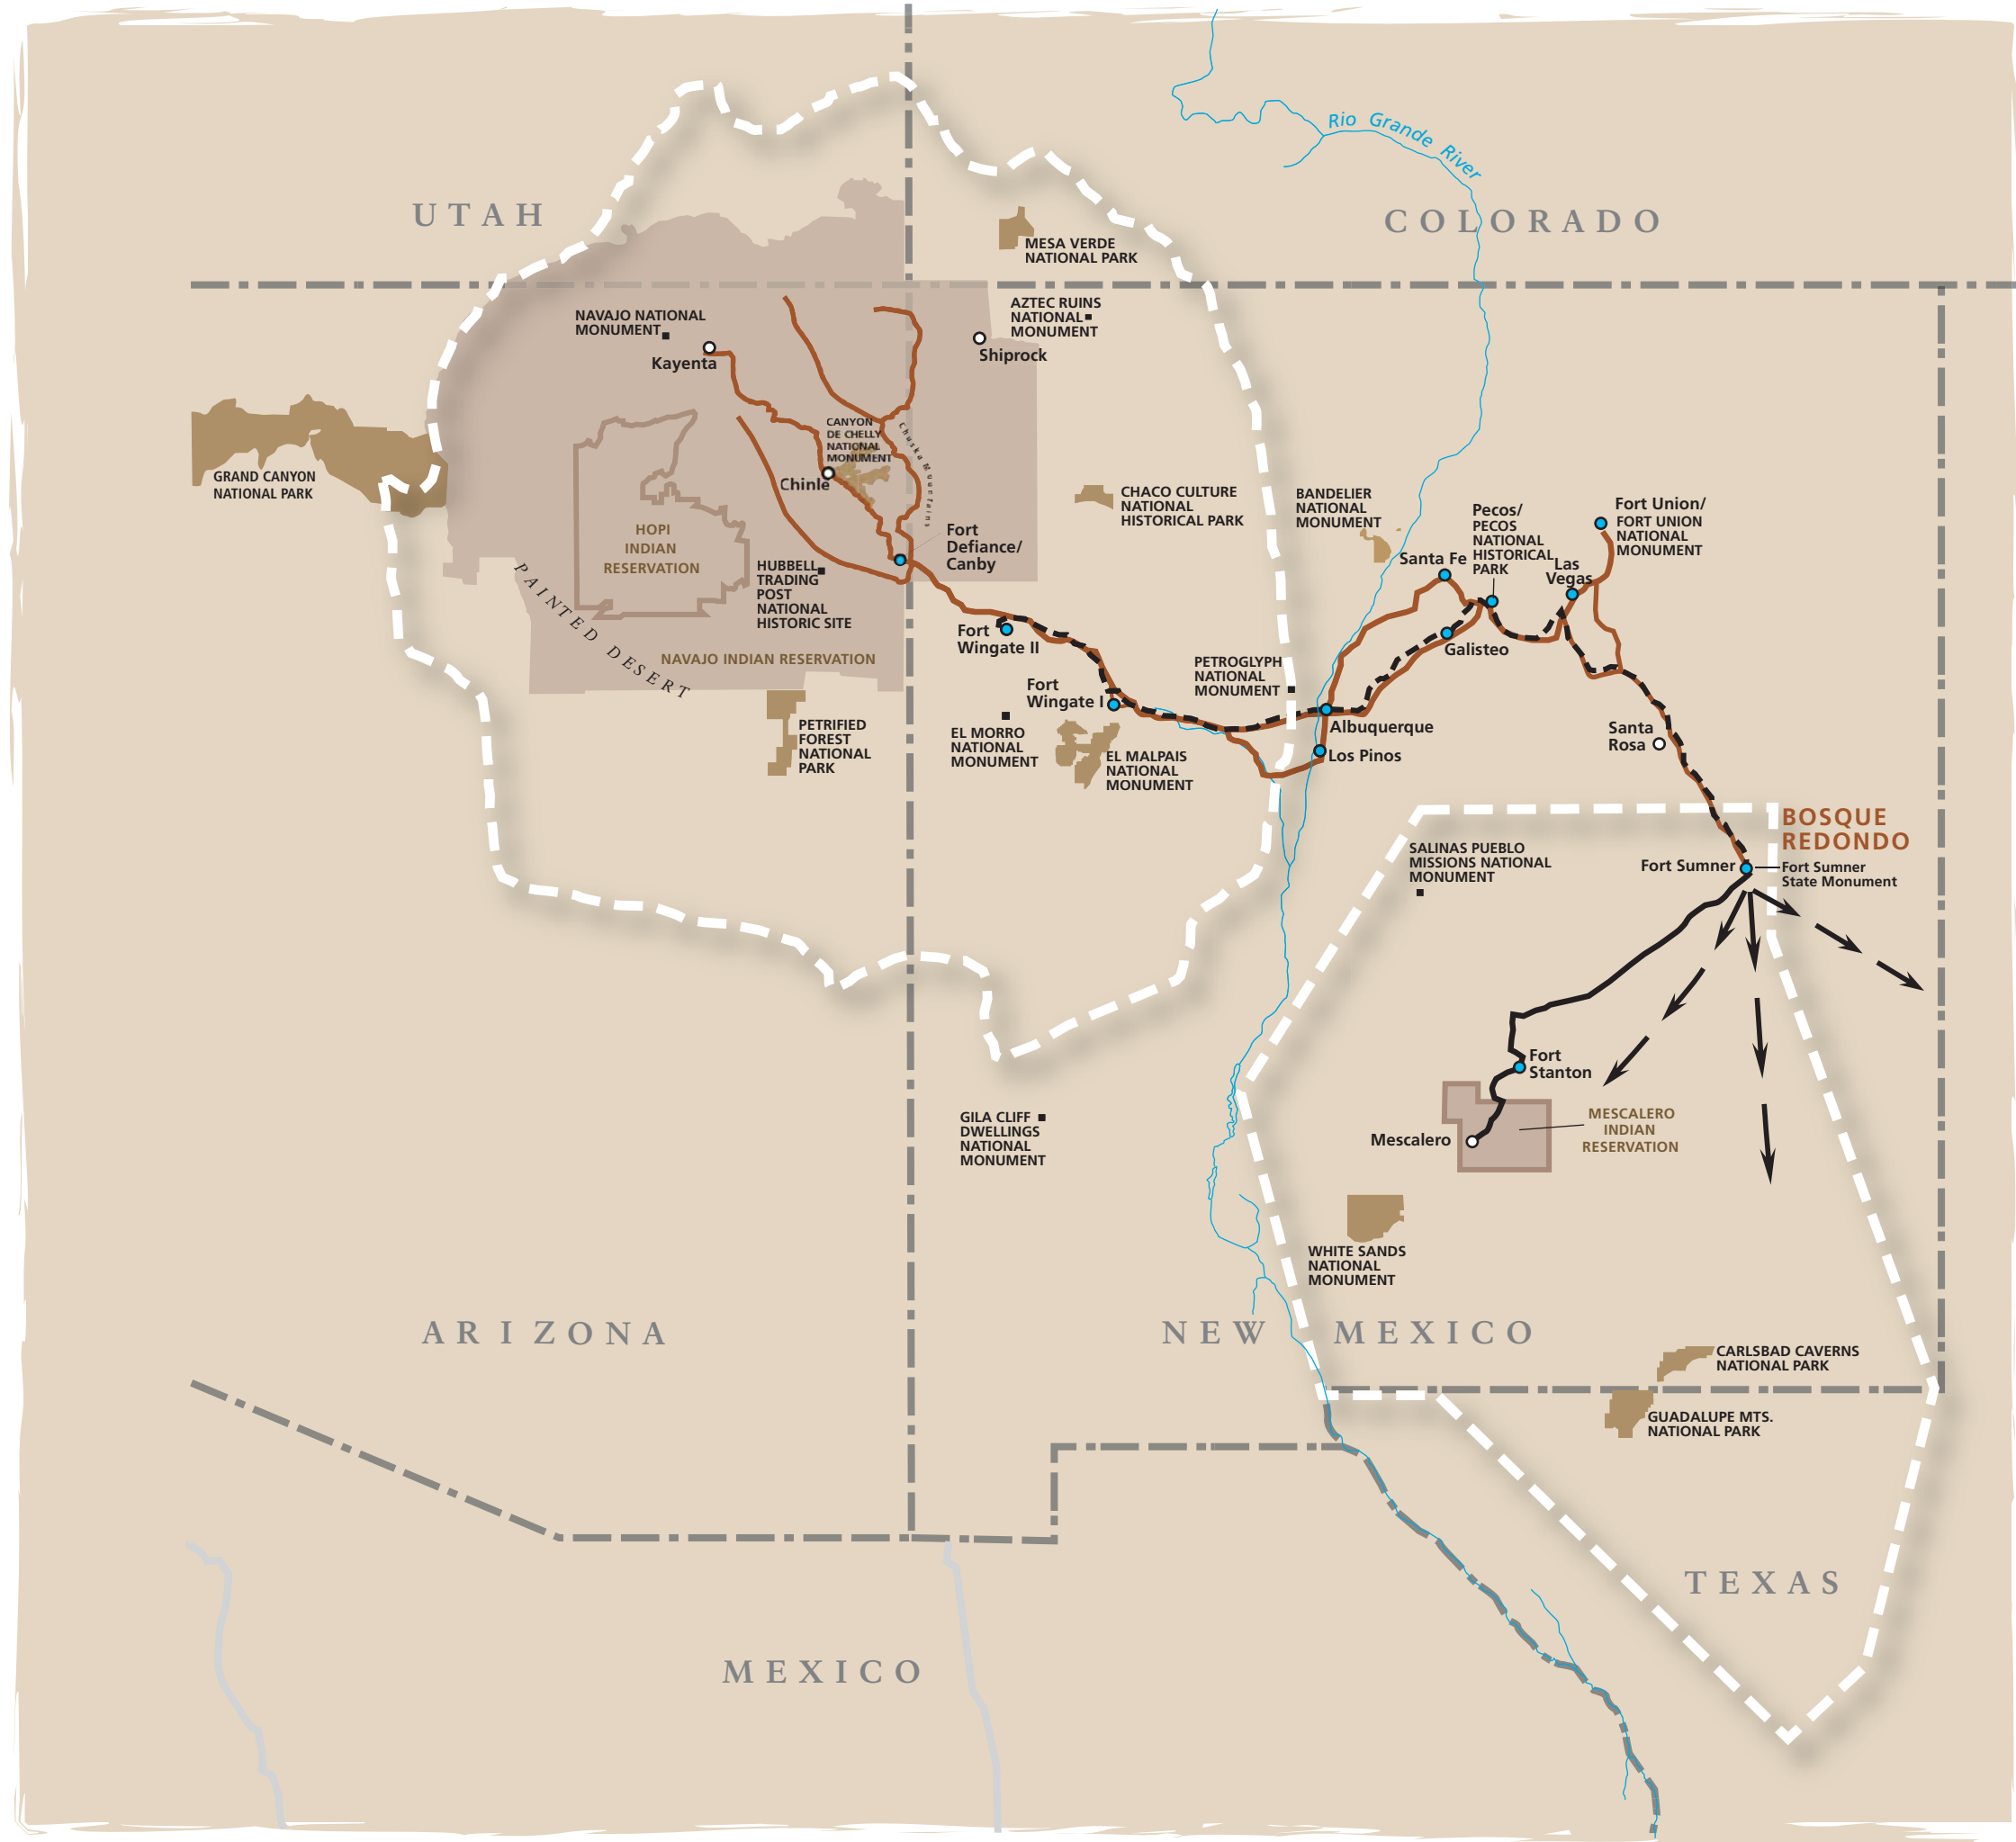 Rio Grande River
UTAH
COLORADO
MESA VERDE
NATIONAL PARK
AZTEC RUINS
NATIONAL
MONUMENT
NAVAJO NATIONAL
MONUMENT
Kayenta
Shiprock
CANYON
DE CHELLY
NATIONAL
MONUMENT
Chuska Mountains
Chinle
GRAND CANYON
NATIONAL PARK
CHACO CULTURE
NATIONAL
HISTORICAL PARK
BANDELIER
NATIONAL
MONUMENT
Pecos/
PECOS
NATIONAL
HISTORICAL
PARK
Fort Union/
FORT UNION
NATIONAL
MONUMENT
Santa Fe
Las
Vegas
HOPI
INDIAN
RESERVATION
Fort
Defiance/
Canby
HUBBELL
TRADING
POST
NATIONAL
HISTORIC SITE
PAINTED DESERT
NAVAJO INDIAN RESERVATION
Fort
Wingate II
Galisteo
PETROGLYPH
NATIONAL
MONUMENT
Fort
Wingate I
PETRIFIED
FOREST
NATIONAL
PARK
EL MORRO
NATIONAL
MONUMENT
EL MALPAIS
NATIONAL
MONUMENT
Albuquerque
Los Pinos
Santa
Rosa
BOSQUE
REDONDO
SALINAS PUEBLO
MISSIONS NATIONAL
MONUMENT
Fort Sumner
Fort Sumner
State Monument
Fort
Stanton
GILA CLIFF
DWELLINGS
NATIONAL
MONUMENT
Mescalero
MESCALERO
INDIAN
RESERVATION
WHITE SANDS
NATIONAL
MONUMENT
ARIZONA
NEW MEXICO
CARLSBAD CAVERNS
NATIONAL PARK
GUADALUPE MTS.
NATIONAL PARK
TEXAS
MEXICO